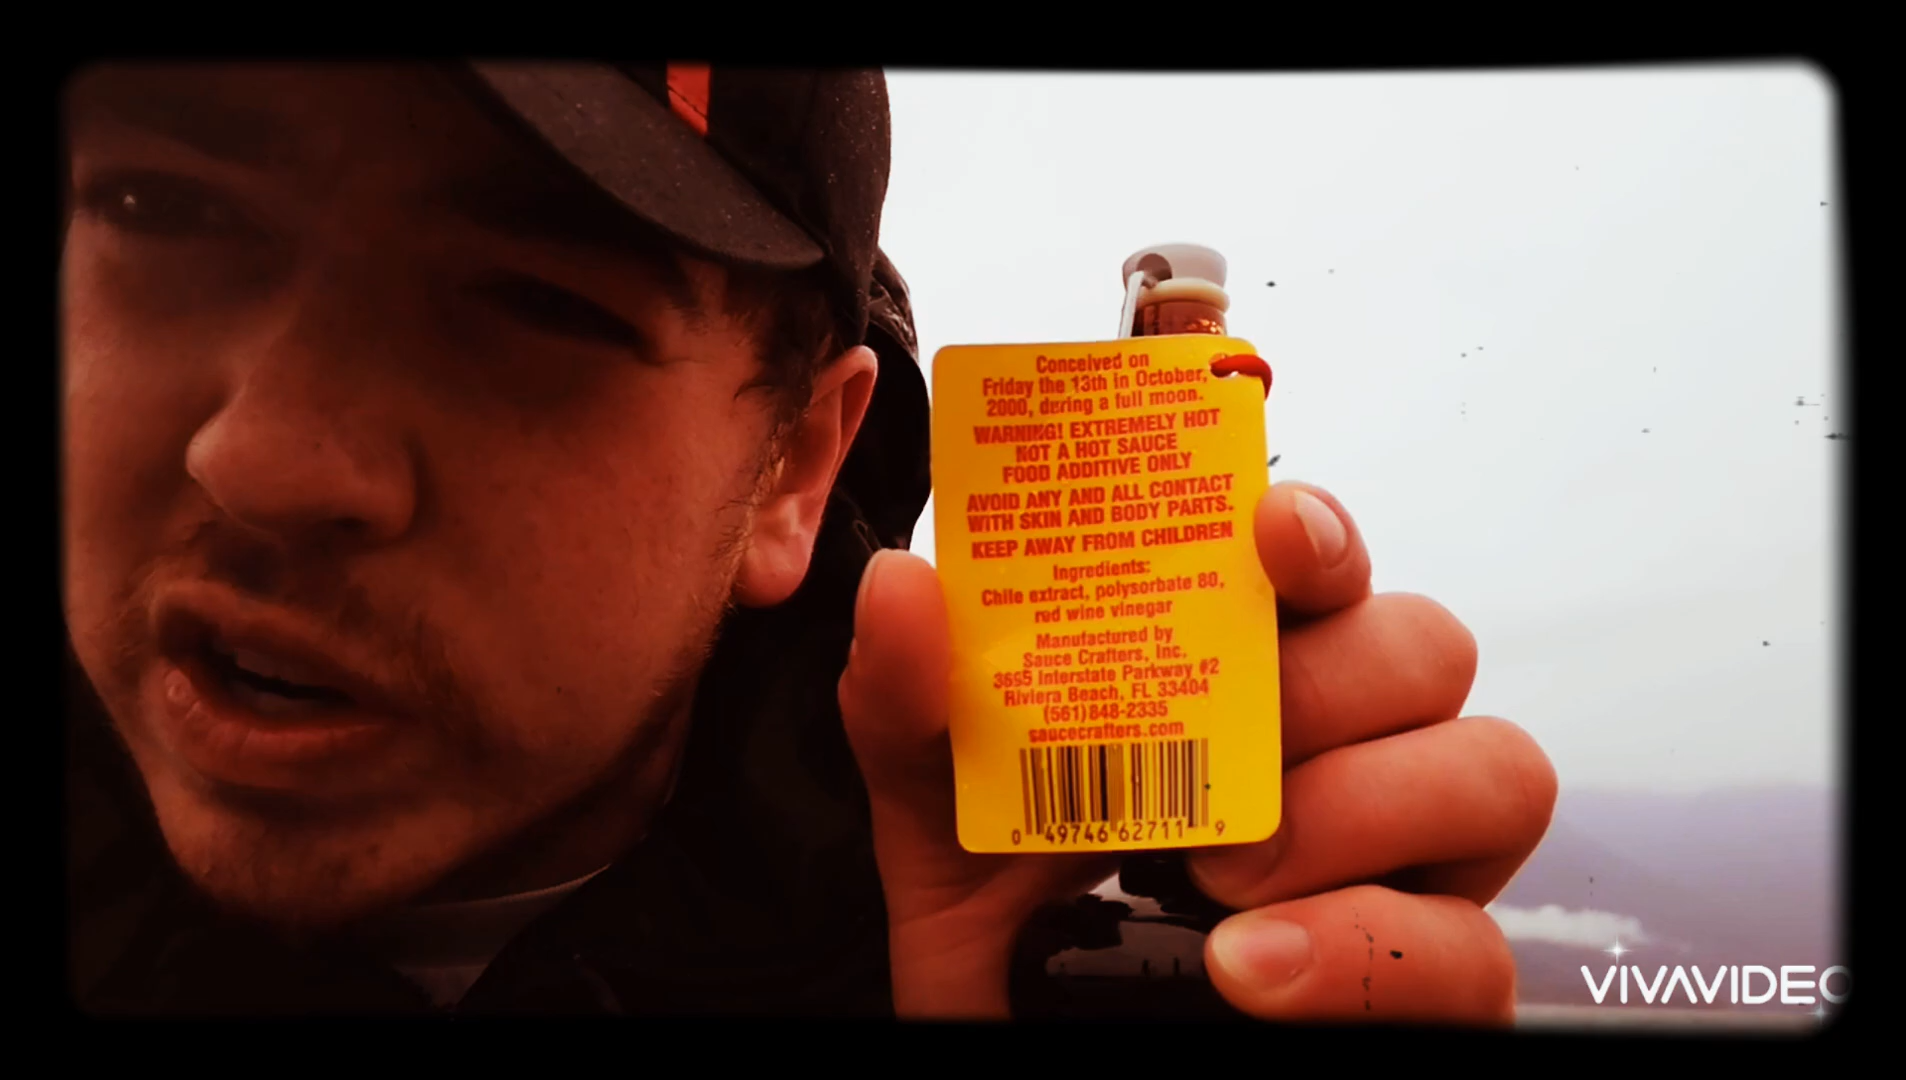 Conceived on
Friday the 13th in October,
2000, during a full moon.
WARNING! EXTREMELY HOT
NOT A HOT SAUCE
FOOD ADDITIVE ONLY
AVOID ANY AND ALL CONTACT
WITH SKIN AND BODY PARTS.
KEEP AWAY FROM CHILDREN
Ingredients:
Chile extract, polysorbate 80,
red wine vinegar
Manufactured by
Sauce Crafters, Inc.
3695 Interstate Parkway #2
Riviera Beach, FL 33404
(561)848-2335
saucecrafters.com
0 49746 62711 9
VIVAVIDEO